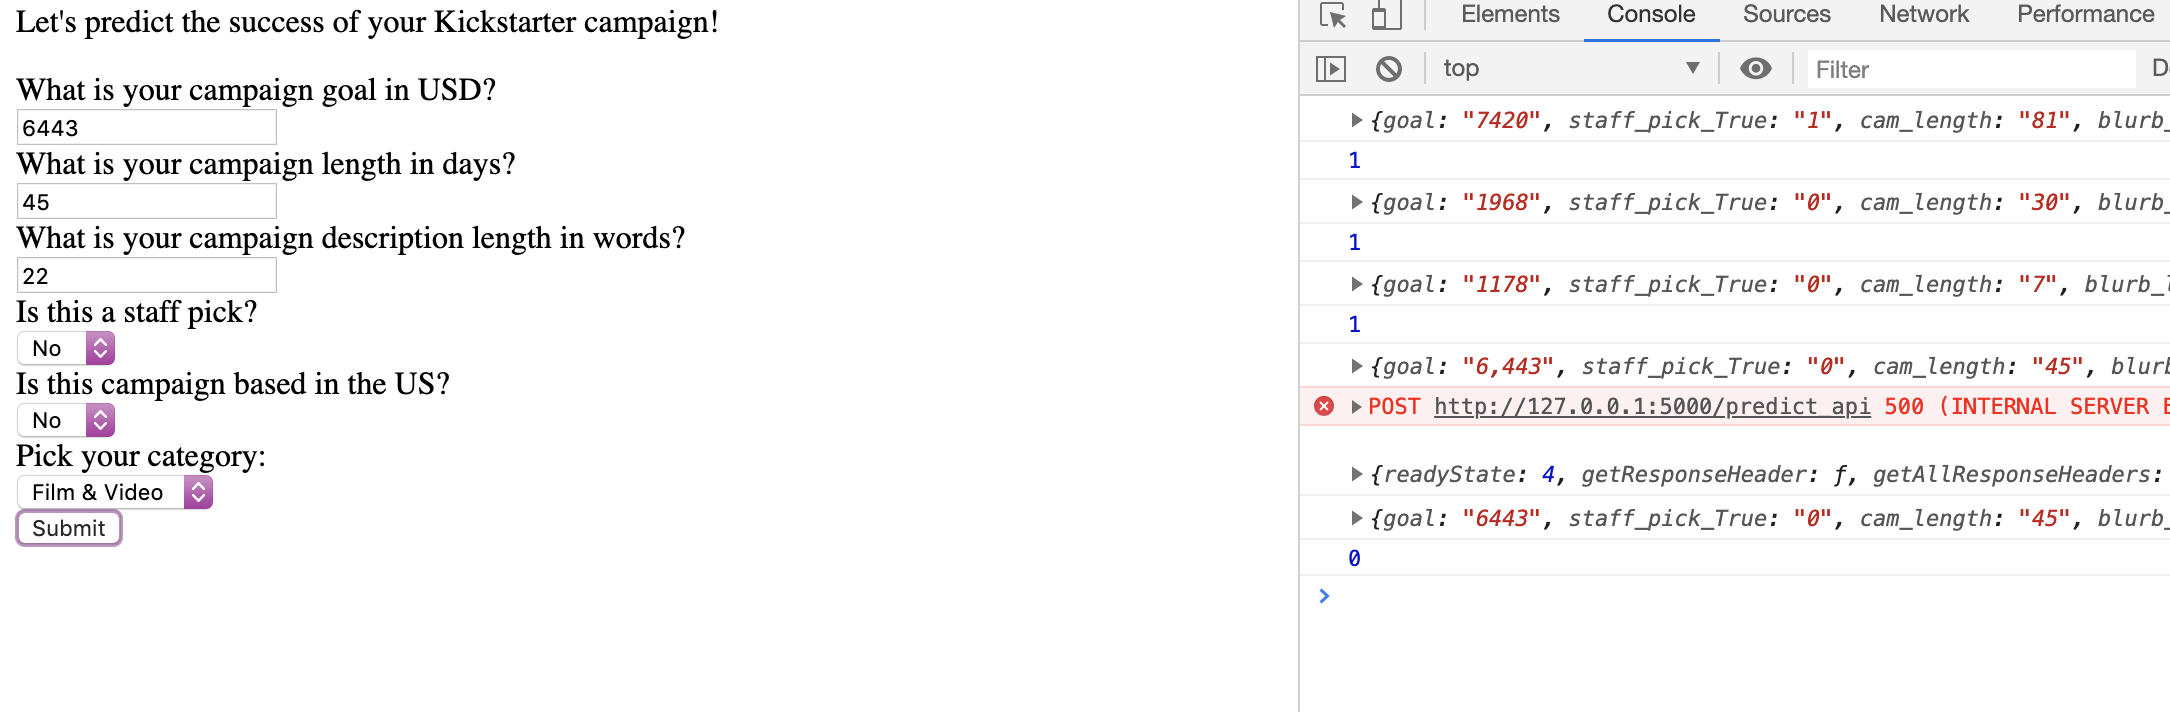 Let's predict the success of your Kickstarter campaign!
What is your campaign goal in USD?
6443
What is your campaign length in days?
45
What is your campaign description length in words?
22
Is this a staff pick?
No
Is this campaign based in the US?
No
Pick your category:
Film & Video
Submit
Elements Console Sources Network Performance
top Filter D
{goal: "7420", staff_pick_True: "1", cam_length: "81", blurb_
1
{goal: "1968", staff_pick_True: "0", cam_length: "30", blurb_
1
{goal: "1178", staff_pick_True: "0", cam_length: "7", blurb_l
1
{goal: "6,443", staff_pick_True: "0", cam_length: "45", blurb
POST http://127.0.0.1:5000/predict_api 500 (INTERNAL SERVER E
{readyState: 4, getResponseHeader: ƒ, getAllResponseHeaders:
{goal: "6443", staff_pick_True: "0", cam_length: "45", blurb_
0